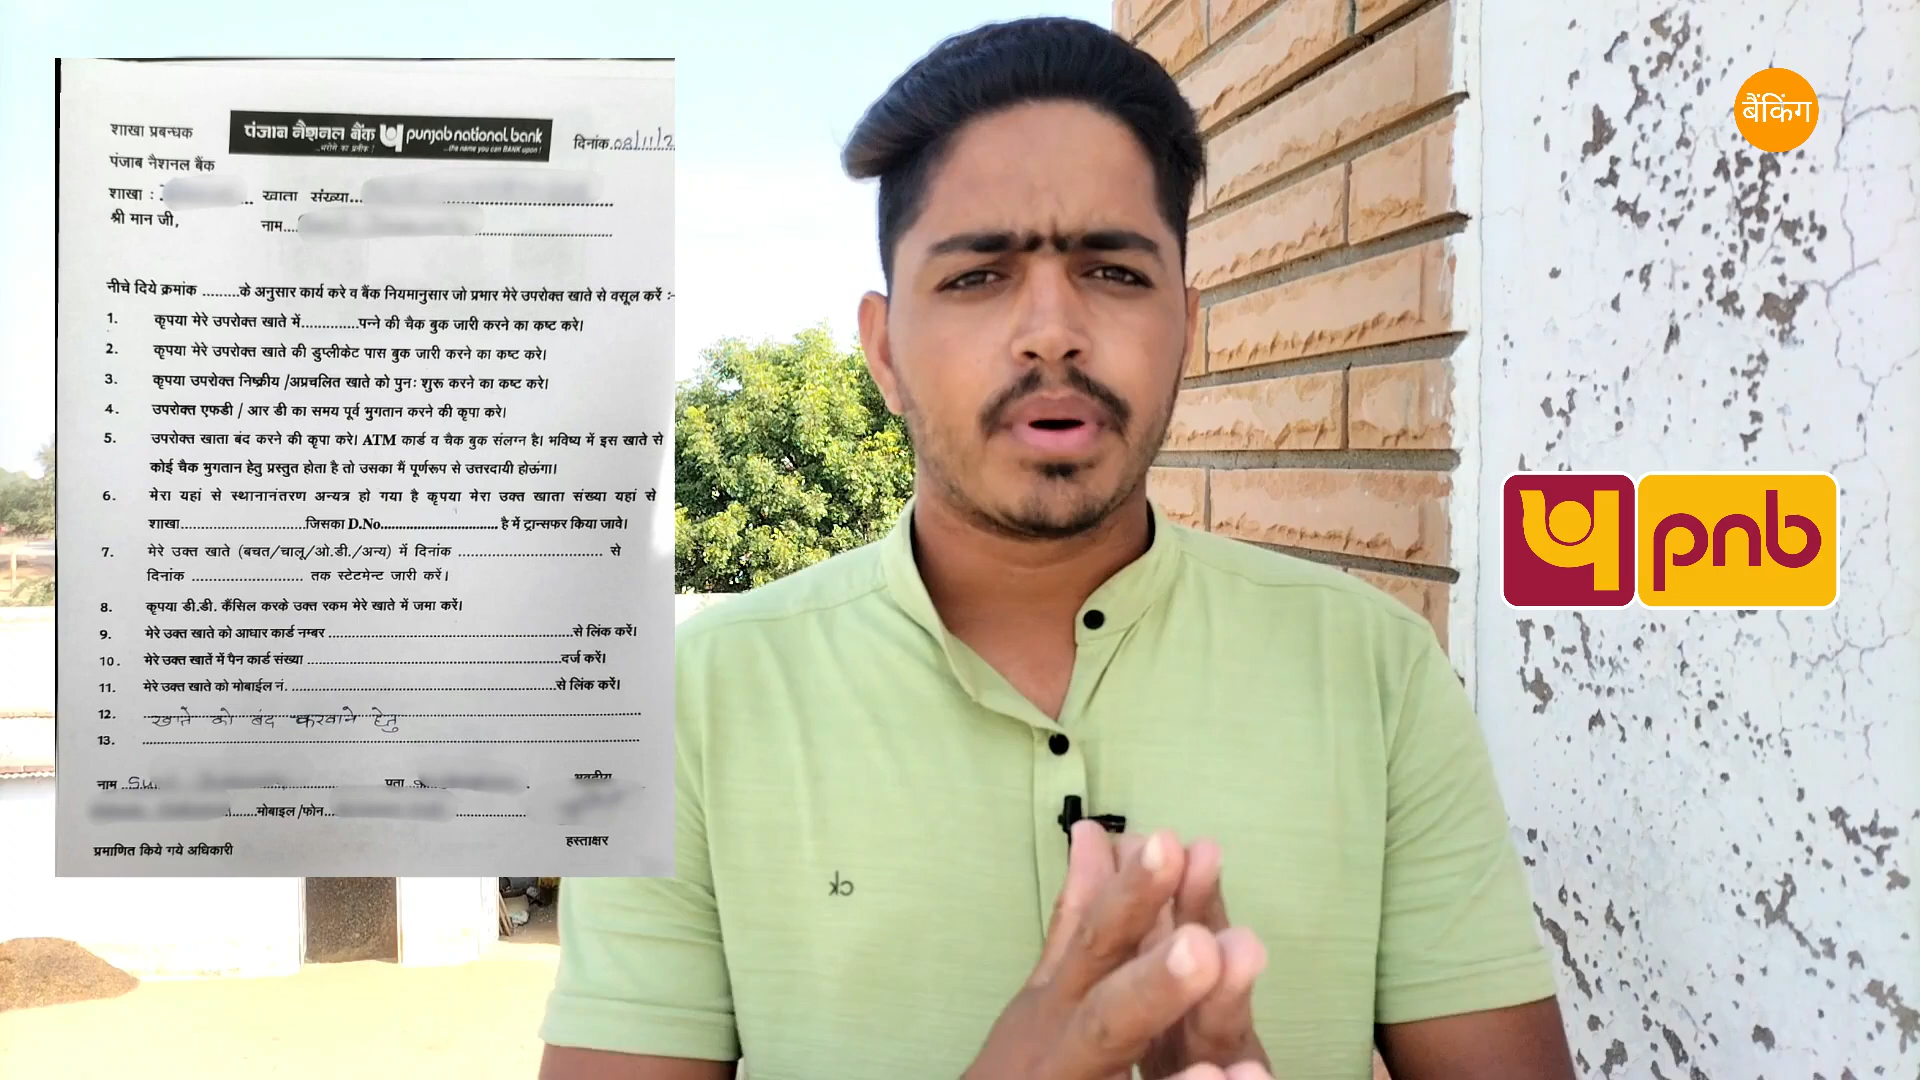 शाखा प्रबन्धक
पंजाब नैशनल बैंक punjab national bank
...भरोसे का प्रतीक ! ...the name you can BANK upon !
दिनांक..08/11/2
पंजाब नैशनल बैंक
शाखा : ... खाता संख्या...
श्री मान जी,
नाम....
नीचे दिये क्रमांक .........के अनुसार कार्य करे व बैंक नियमानुसार जो प्रभार मेरे उपरोक्त खाते से वसूल करें :-
1. कृपया मेरे उपरोक्त खाते में.............पन्ने की चैक बुक जारी करने का कष्ट करे।
2. कृपया मेरे उपरोक्त खाते की डुप्लीकेट पास बुक जारी करने का कष्ट करे।
3. कृपया उपरोक्त निष्क्रीय /अप्रचलित खाते को पुनः शुरू करने का कष्ट करे।
4. उपरोक्त एफडी / आर डी का समय पूर्व भुगतान करने की कृपा करे।
5. उपरोक्त खाता बंद करने की कृपा करे। ATM कार्ड व चैक बुक संलग्न है। भविष्य में इस खाते से
कोई चैक भुगतान हेतु प्रस्तुत होता है तो उसका मैं पूर्णरूप से उत्तरदायी होऊंगा।
6. मेरा यहां से स्थानानंतरण अन्यत्र हो गया है कृपया मेरा उक्त खाता संख्या यहां से
शाखा..............................जिसका D.No................................. है में ट्रान्सफर किया जावे।
7. मेरे उक्त खाते (बचत/चालू/ओ.डी./अन्य) में दिनांक ................................ से
दिनांक ......................... तक स्टेटमेन्ट जारी करें।
8. कृपया डी.डी. कैंसिल करके उक्त रकम मेरे खाते में जमा करें।
9. मेरे उक्त खाते को आधार कार्ड नम्बर ............................................................से लिंक करें।
10. मेरे उक्त खातें में पैन कार्ड संख्या ..............................................................दर्ज करें।
11. मेरे उक्त खाते को मोबाईल नं. ................................................................से लिंक करें।
12. खाते को बंद करवाने हेतु
13. ........................................................................
नाम .. पता ... भवदीय
मोबाइल/फोन...
हस्ताक्षर
प्रमाणित किये गये अधिकारी
बैंकिंग
pnb
ck